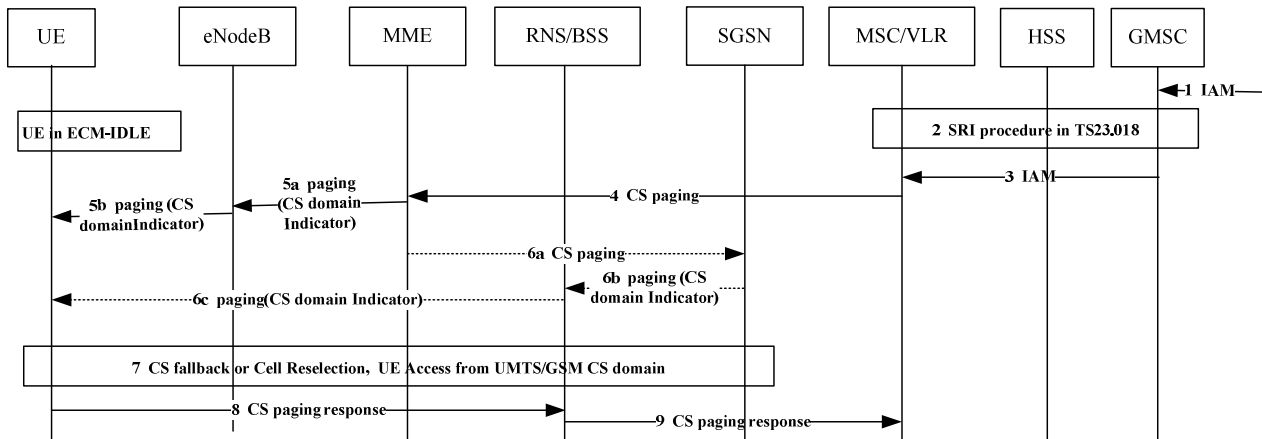 UE
eNodeB
MME
RNS/BSS
SGSN
MSC/VLR
HSS
GMSC
1 IAM
UE in ECM-IDLE
2 SRI procedure in TS23.018
3 IAM
4 CS paging
5a paging
(CS domain
Indicator)
5b paging (CS
domainIndicator)
6a CS paging
6b paging (CS
domain Indicator)
6c paging(CS domain Indicator)
7 CS fallback or Cell Reselection, UE Access from UMTS/GSM CS domain
8 CS paging response
9 CS paging response